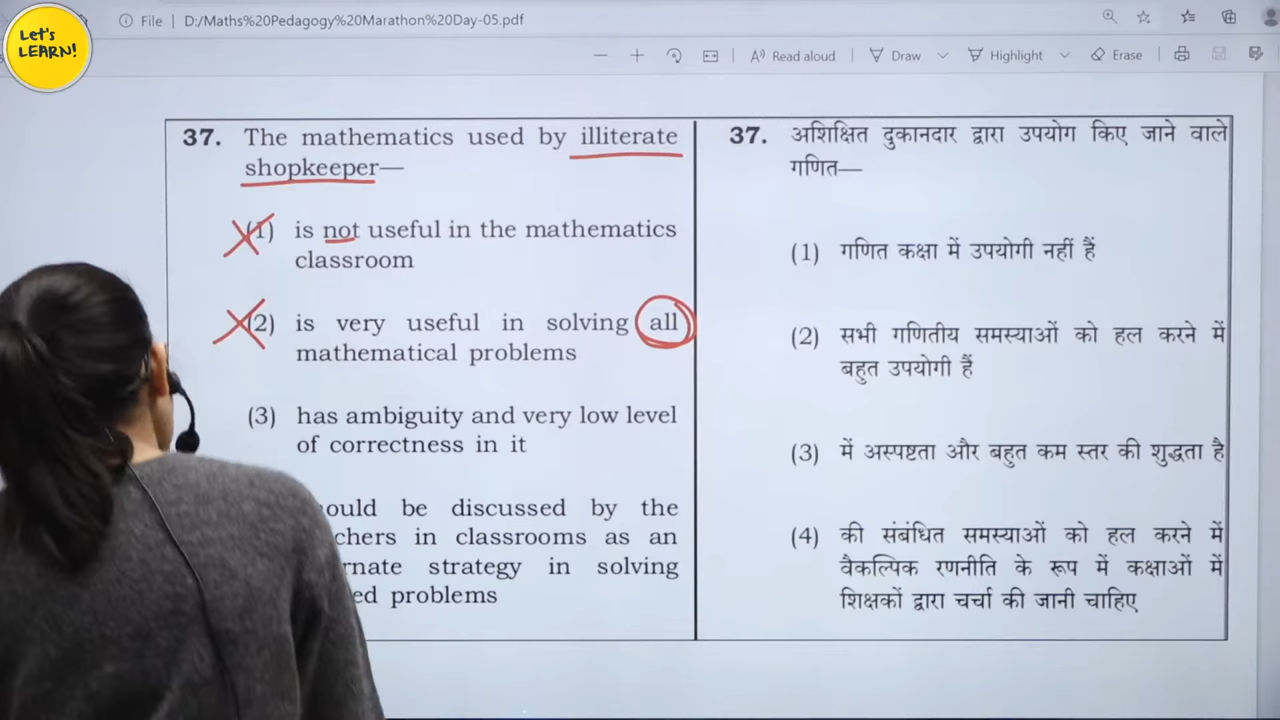 Let's
LEARN!
File | D:/Maths%20Pedagogy%20Marathon%20Day-05.pdf
Read aloud
Draw
Highlight
Erase
37. The mathematics used by illiterate
shopkeeper—
(1) is not useful in the mathematics
classroom
(2) is very useful in solving all
mathematical problems
(3) has ambiguity and very low level
of correctness in it
be discussed by the
in classrooms as an
strategy in solving
problems
37. अशिक्षित दुकानदार द्वारा उपयोग किए जाने वाले
गणित—
(1) गणित कक्षा में उपयोगी नहीं हैं
(2) सभी गणितीय समस्याओं को हल करने में
बहुत उपयोगी हैं
(3) में अस्पष्टता और बहुत कम स्तर की शुद्धता है
(4) की संबंधित समस्याओं को हल करने में
वैकल्पिक रणनीति के रूप में कक्षाओं में
शिक्षकों द्वारा चर्चा की जानी चाहिए